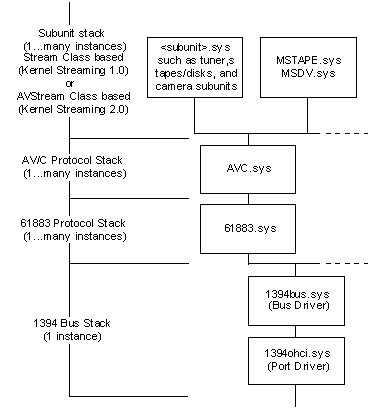 Subunit stack
(1...many instances)
Stream Class based
(Kernel Streaming 1.0)
or
AVStream Class based
(Kernel Streaming 2.0)
<subunit>.sys
such as tuner,s
tapes/disks, and
camera subunits
MSTAPE.sys
MSDV.sys
AV/C Protocol Stack
(1...many instances)
AVC.sys
61883 Protocol Stack
(1...many instances)
61883.sys
1394 Bus Stack
(1 instance)
1394bus.sys
(Bus Driver)
1394ohci.sys
(Port Driver)